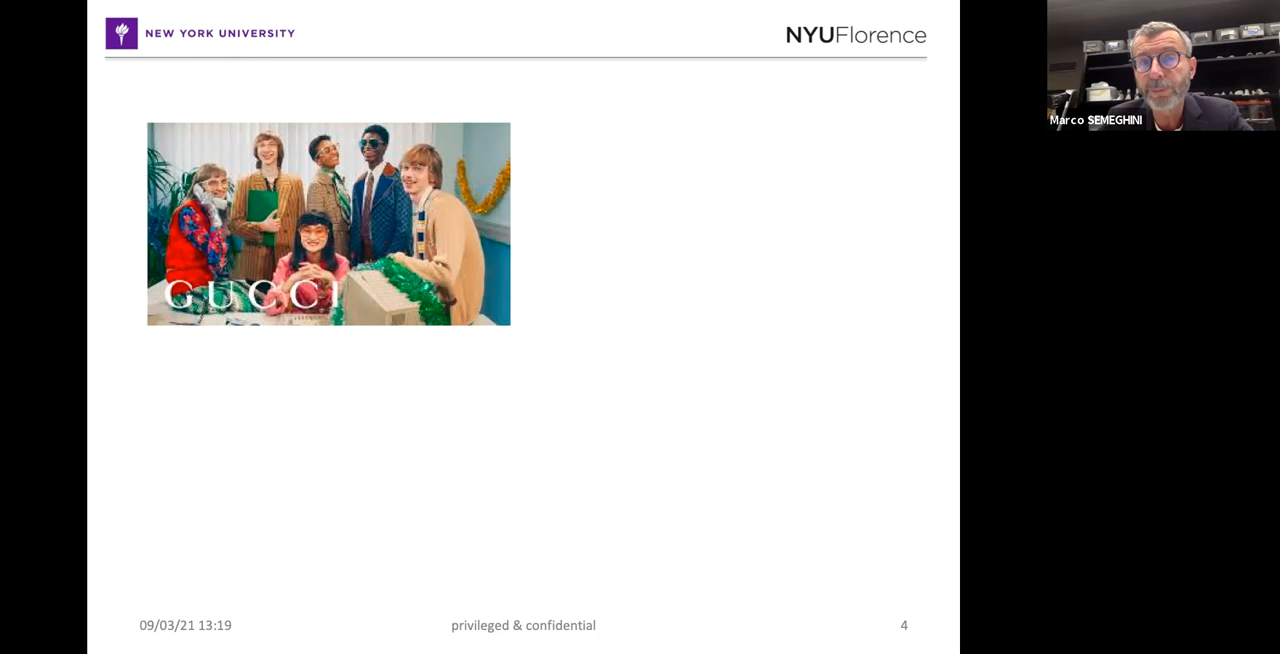 NEW YORK UNIVERSITY
NYUFlorence
Marco SEMEGHINI
GUCCI
09/03/21 13:19
privileged & confidential
4